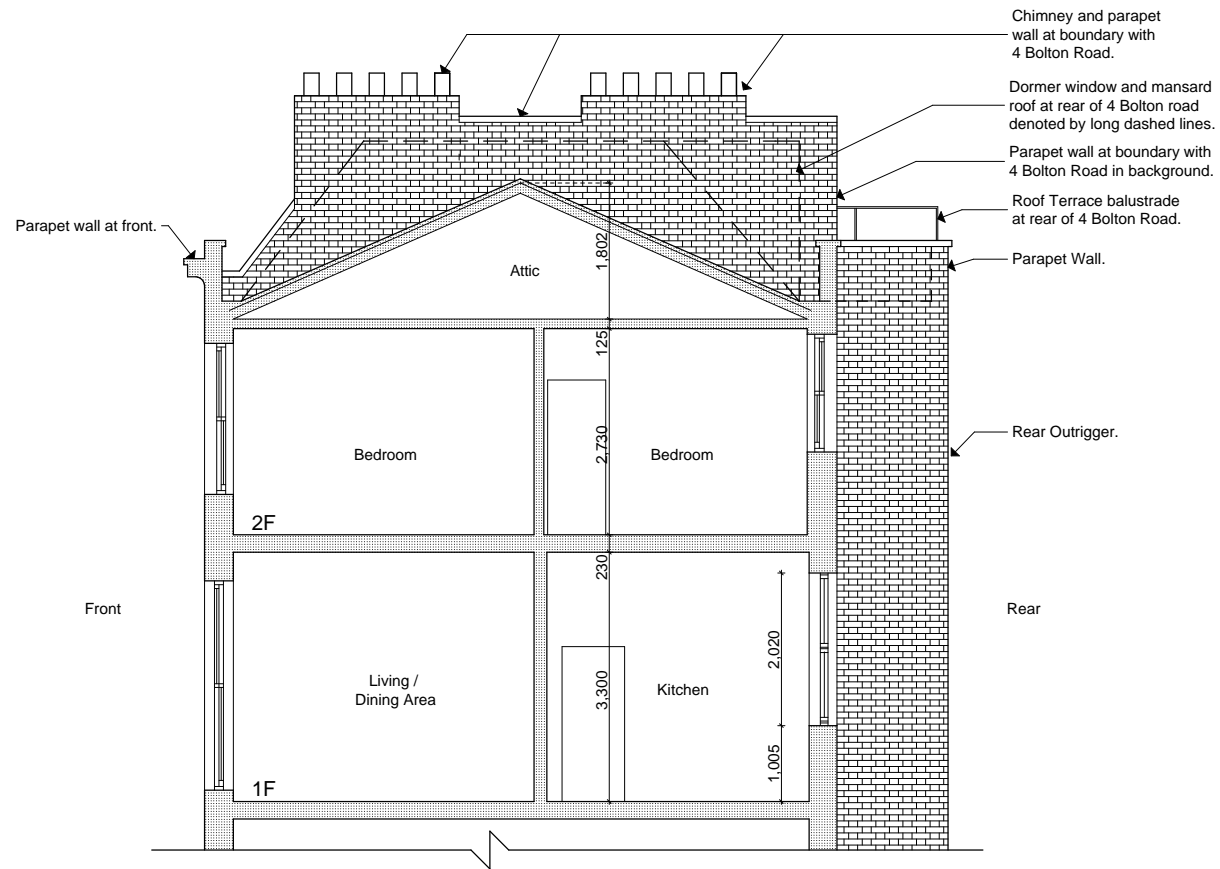 Chimney and parapet
wall at boundary with
4 Bolton Road.
Dormer window and mansard
roof at rear of 4 Bolton road
denoted by long dashed lines.
Parapet wall at boundary with
4 Bolton Road in background.
Roof Terrace balustrade
at rear of 4 Bolton Road.
Parapet wall at front.
Parapet Wall.
1,802
Attic
125
2,730
Bedroom
Bedroom
Rear Outrigger.
2F
230
Front
Rear
2,020
3,300
Living /
Dining Area
Kitchen
1,005
1F